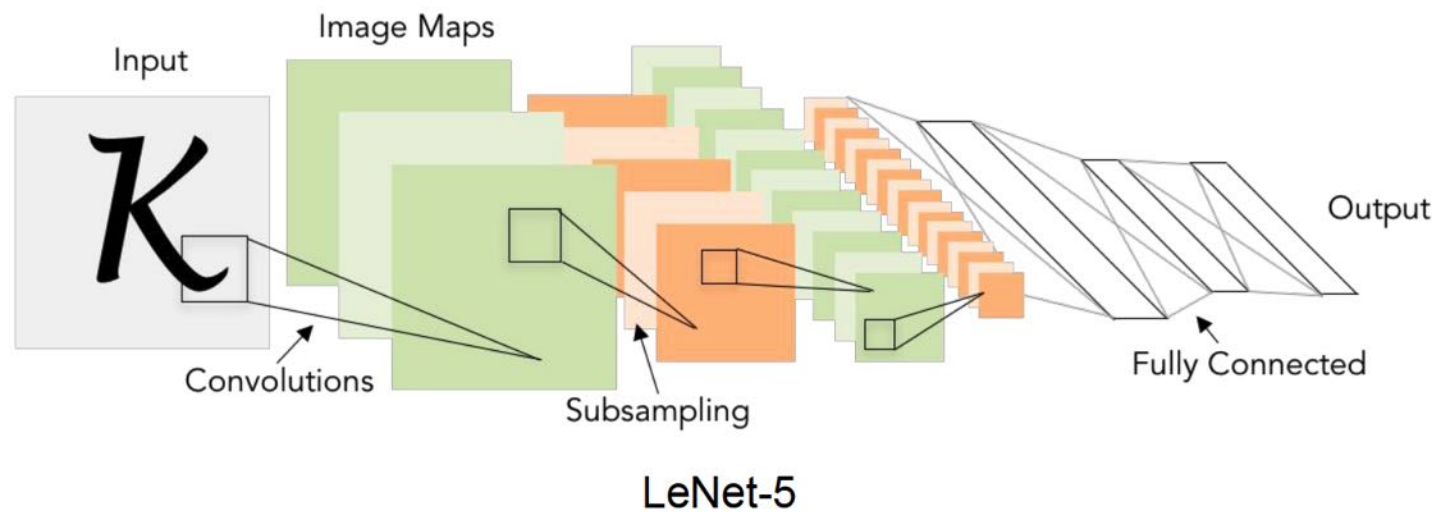 Image Maps
Input
K
Output
Convolutions
Fully Connected
Subsampling
LeNet-5